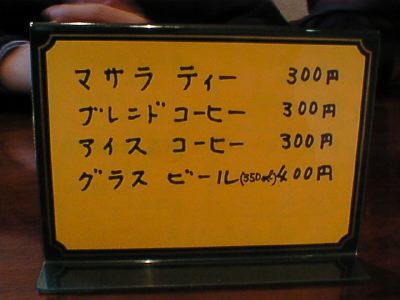 マサラ ティー 300円
ブレンド コーヒー 300円
アイス コーヒー 300円
グラス ビール(350㎖) 400円